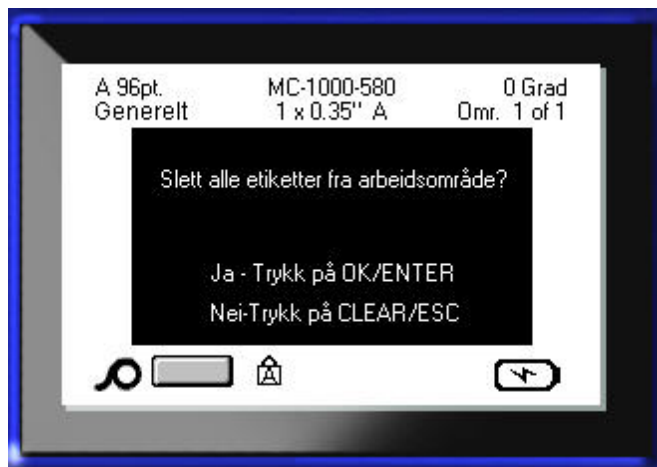 A 96pt. MC-1000-580 0 Grad
Generelt 1 x 0.35" A Omr. 1 of 1
Slett alle etiketter fra arbeidsområde?
Ja - Trykk på OK/ENTER
Nei-Trykk på CLEAR/ESC
A